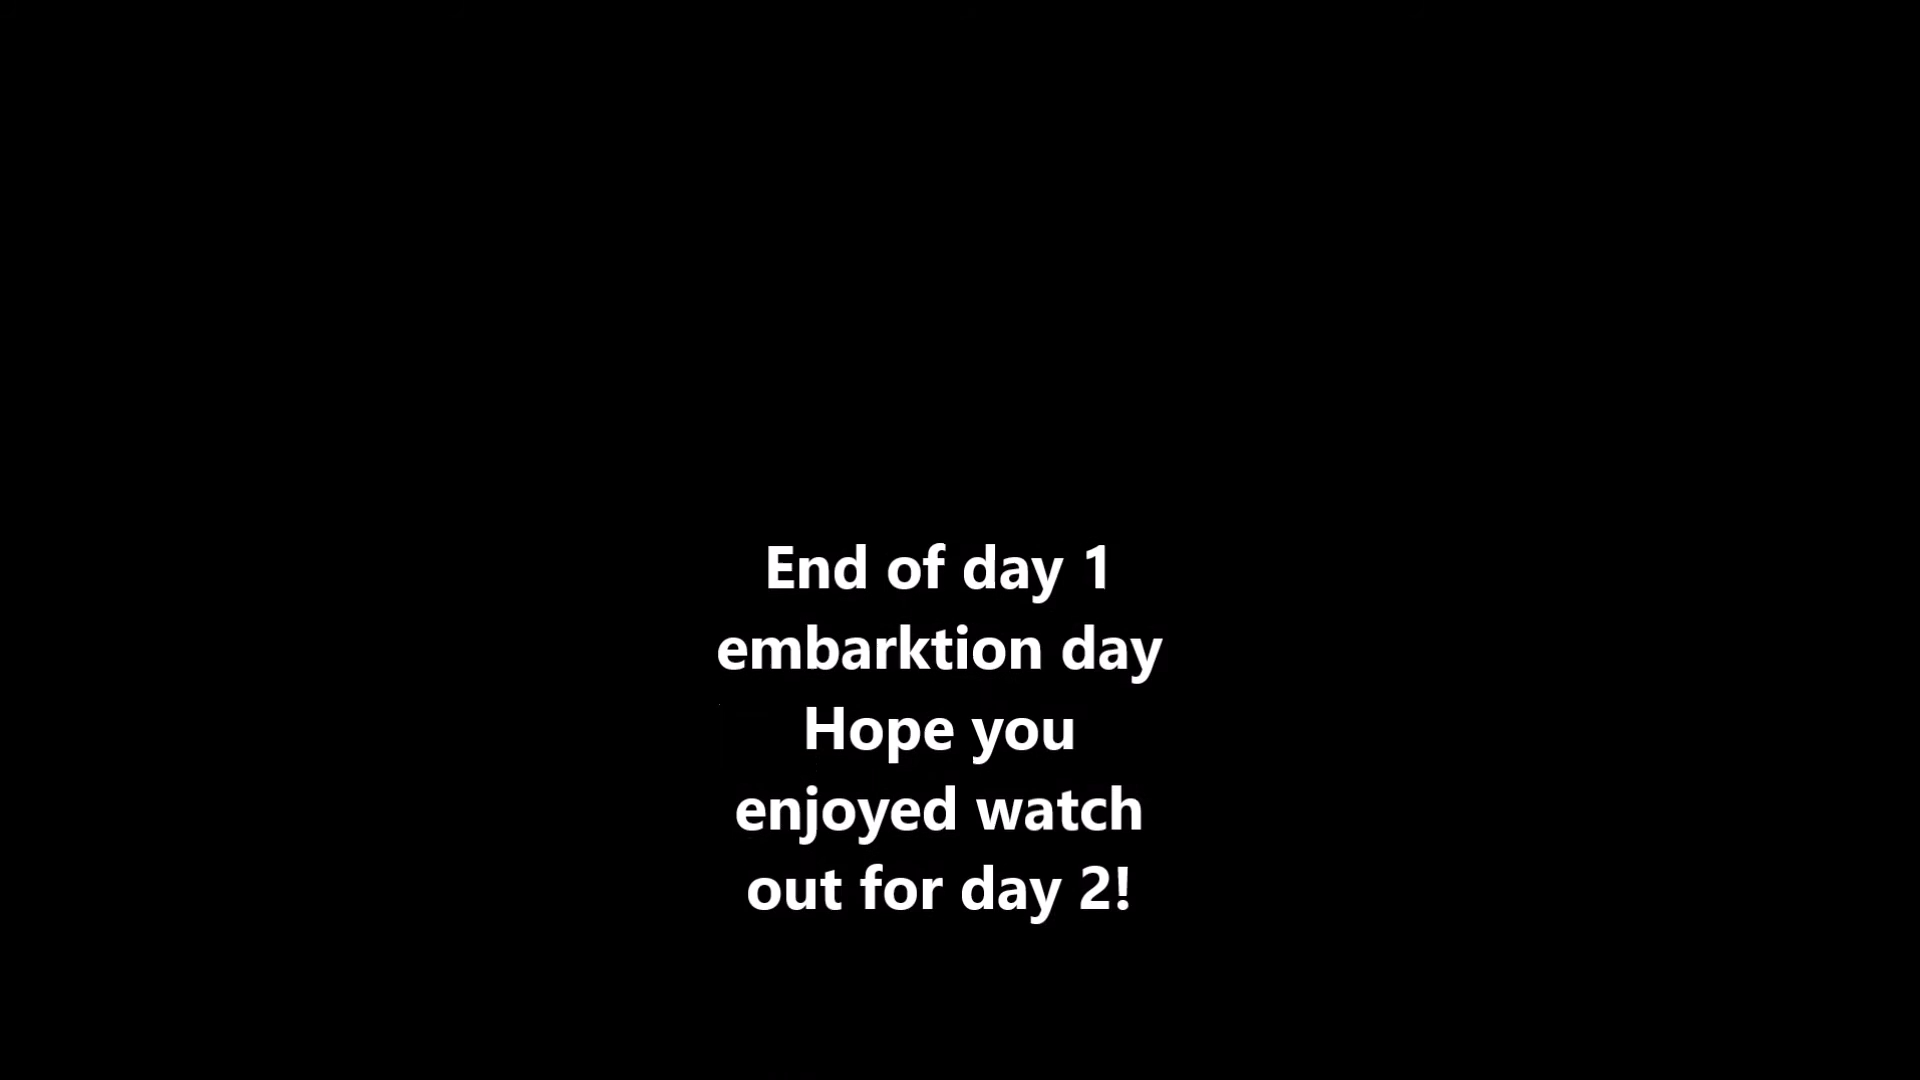 End of day 1
embarktion day
Hope you
enjoyed watch
out for day 2!